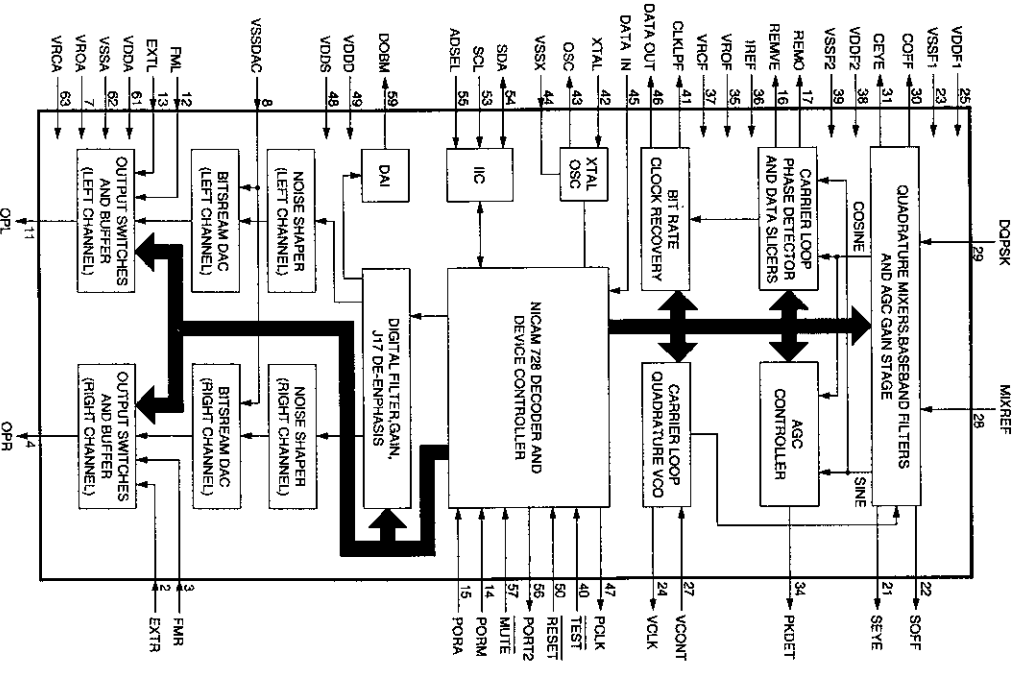 VDDF1
25
VSSF1
23
COFF
30
CEYE
31
VDDF2
38
VSSF2
39
REMO
17
REMVE
16
IREF
36
VROF
35
VRCF
37
CLKLPF
41
DATA OUT
46
DATA IN
45
XTAL
42
OSC
43
VSSX
44
SDA
54
SCL
53
ADSEL
55
DOBM
59
VDDD
49
VDDS
48
VSSDAC
8
FML
12
EXTL
13
VDDA
61
VSSA
62
VROA
7
VRCA
63
DQPSK
29
MIXREF
28
QUADRATURE MIXERS,BASEBAND FILTERS
AND AGC GAIN STAGE
COSINE
SINE
CARRIER LOOP
PHASE DETECTOR
AND DATA SLICERS
AGC
CONTROLLER
BIT RATE
CLOCK RECOVERY
CARRIER LOOP
QUADRATURE VCO
XTAL
OSC
IIC
NICAM 728 DECODER AND
DEVICE CONTROLLER
DAI
DIGITAL FILTER,GAIN,
J17 DE-ENPHASIS
NOISE SHAPER
(LEFT CHANNEL)
NOISE SHAPER
(RIGHT CHANNEL)
BITSREAM DAC
(LEFT CHANNEL)
BITSREAM DAC
(RIGHT CHANNEL)
OUTPUT SWITCHES
AND BUFFER
(LEFT CHANNEL)
OUTPUT SWITCHES
AND BUFFER
(RIGHT CHANNEL)
OPL
11
OPR
4
22
SOFF
21
SEYE
34
PKDET
27
VCONT
24
VCLK
47
PCLK
40
TEST
50
RESET
56
PORT2
57
MUTE
14
PORM
15
PORA
3
FMR
2
EXTR